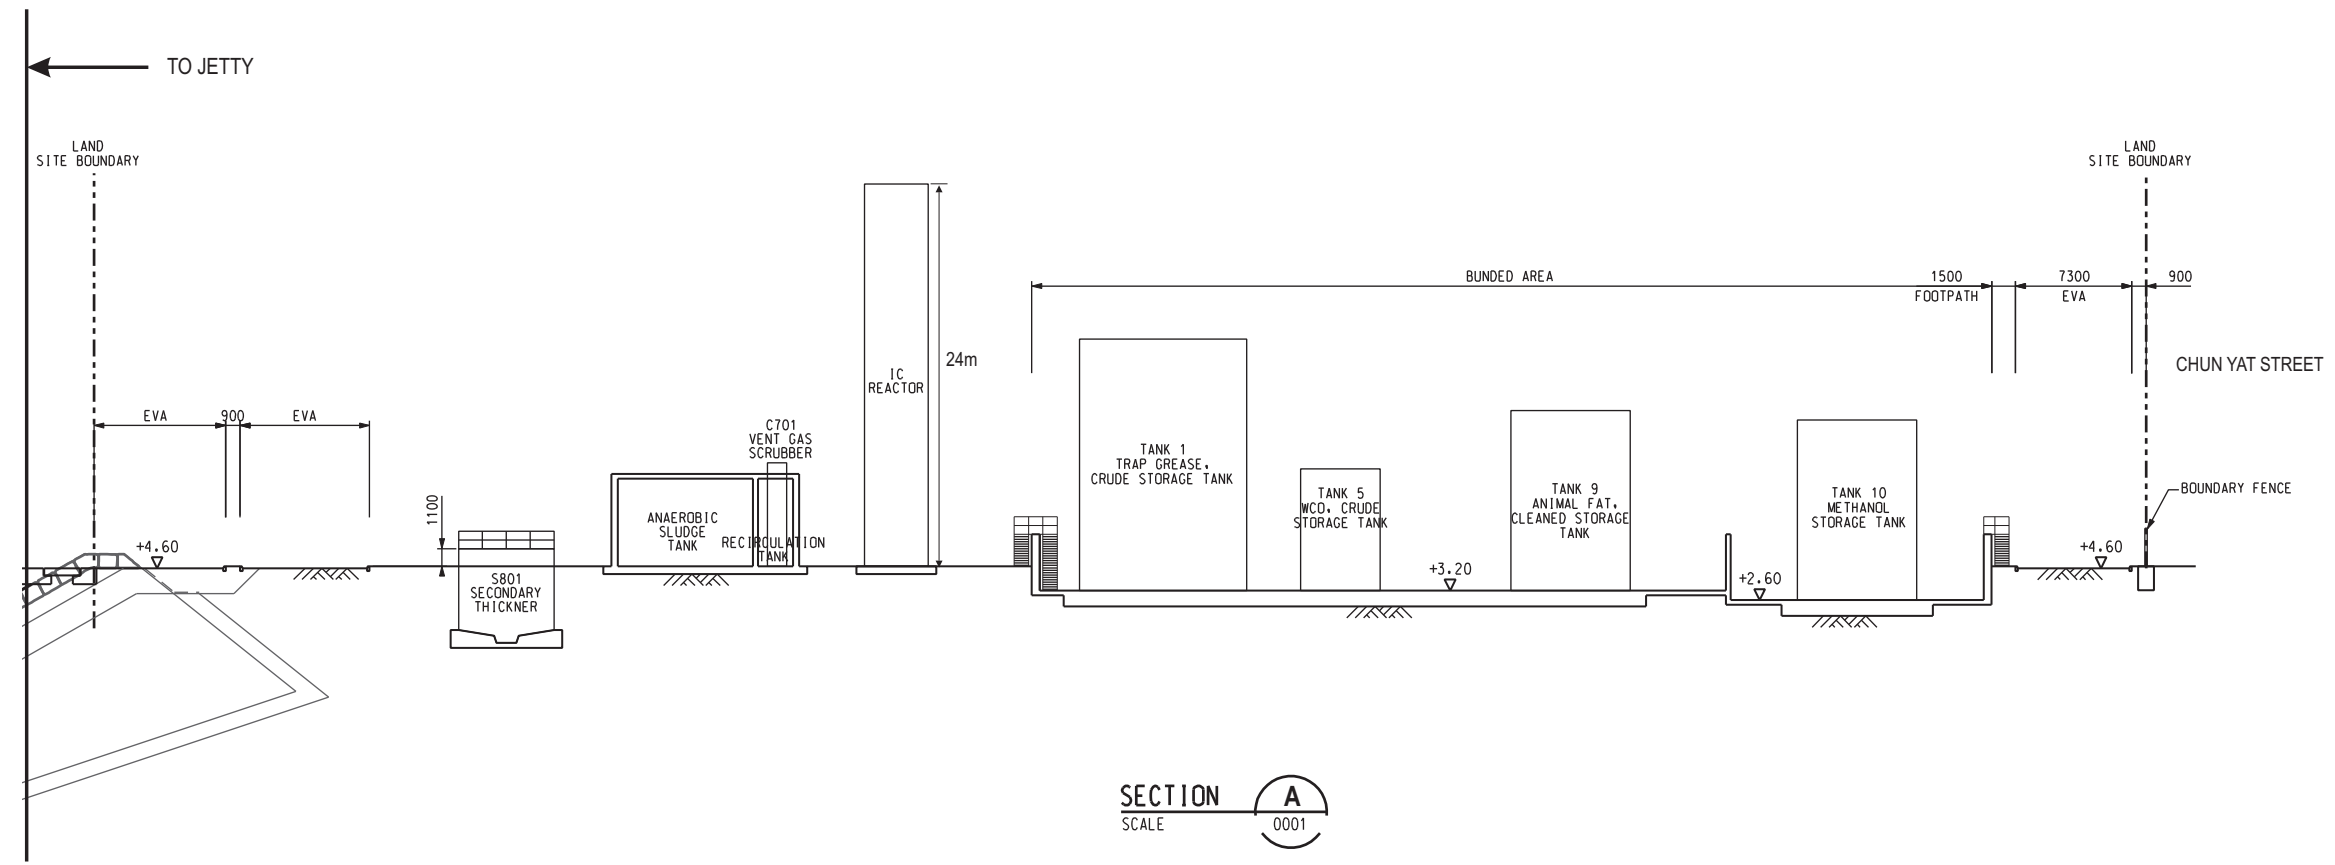 TO JETTY
LAND
SITE BOUNDARY
LAND
SITE BOUNDARY
BUNDED AREA
1500
FOOTPATH
7300
EVA
900
CHUN YAT STREET
24m
IC
REACTOR
EVA
900
EVA
C701
VENT GAS
SCRUBBER
TANK 1
TRAP GREASE,
CRUDE STORAGE TANK
TANK 5
WCO, CRUDE
STORAGE TANK
TANK 9
ANIMAL FAT,
CLEANED STORAGE
TANK
TANK 10
METHANOL
STORAGE TANK
BOUNDARY FENCE
1100
ANAEROBIC
SLUDGE
TANK
RECIRCULATION
TANK
+4.60
S801
SECONDARY
THICKNER
+3.20
+2.60
+4.60
SECTION
A
SCALE
0001